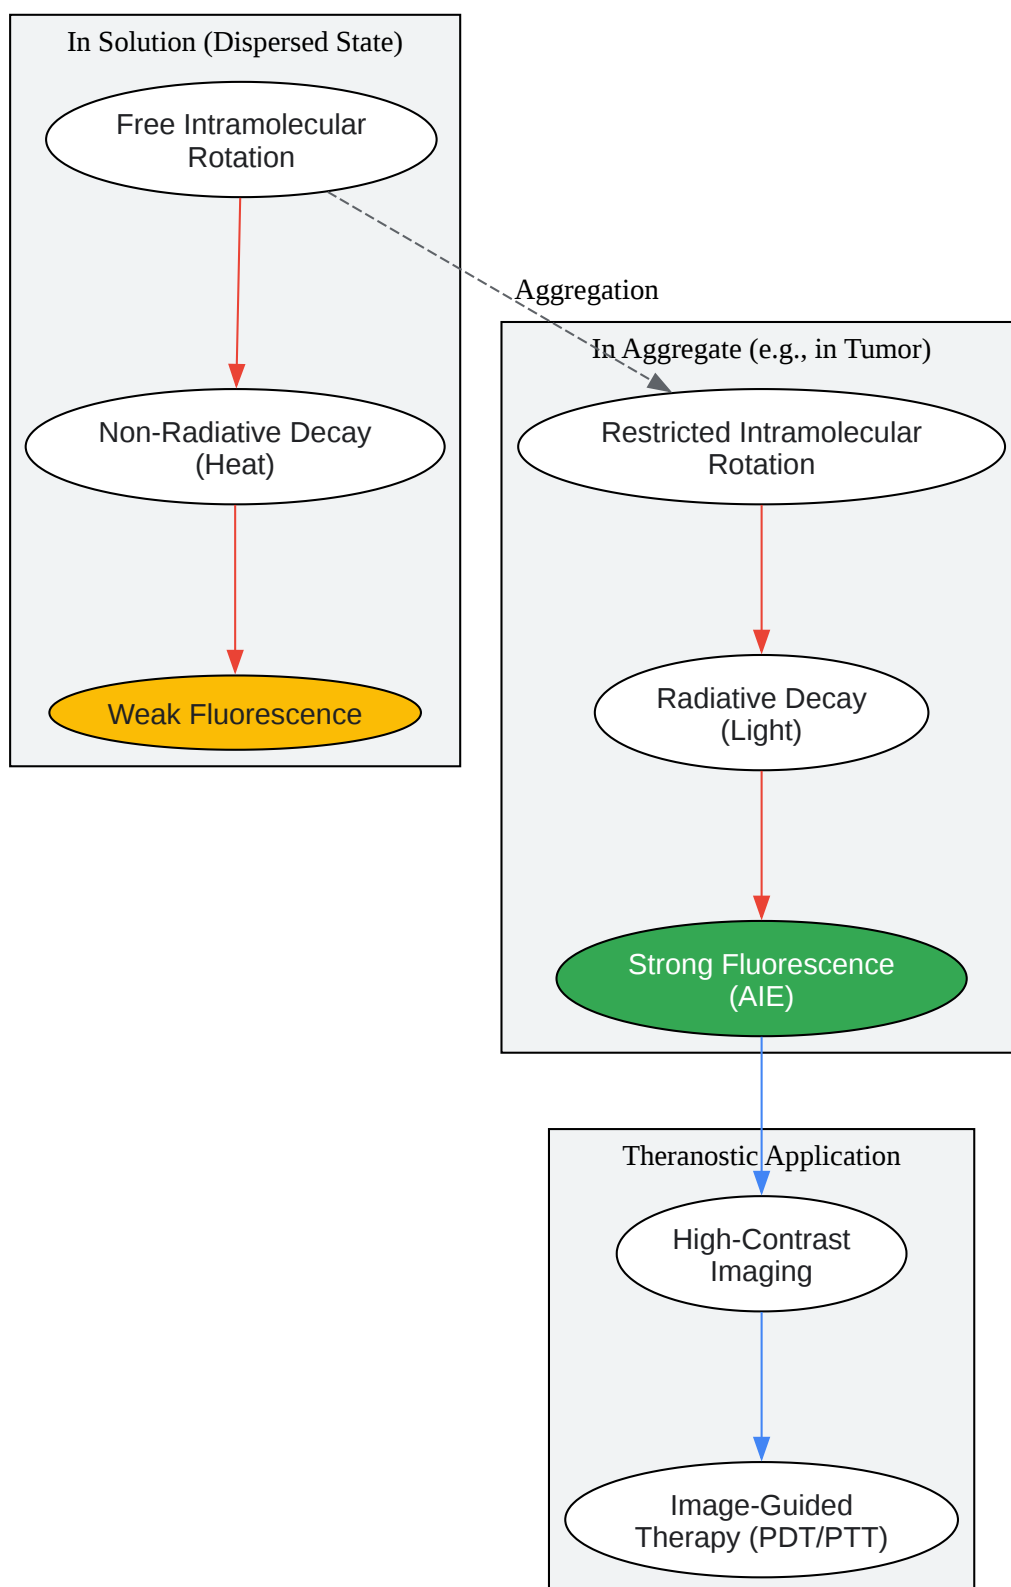 In Solution (Dispersed State)
Free Intramolecular
Rotation
Non-Radiative Decay
(Heat)
Weak Fluorescence
Aggregation
In Aggregate (e.g., in Tumor)
Restricted Intramolecular
Rotation
Radiative Decay
(Light)
Strong Fluorescence
(AIE)
Theranostic Application
High-Contrast
Imaging
Image-Guided
Therapy (PDT/PTT)